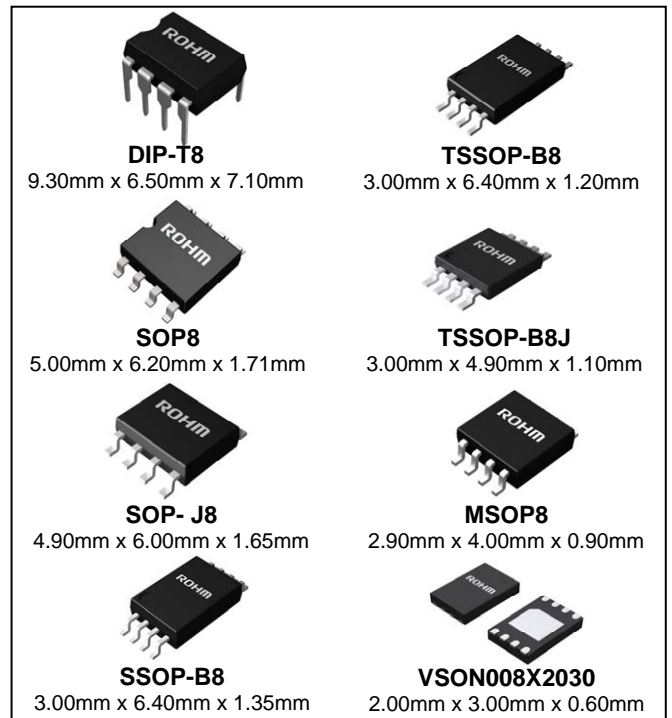 ROHM
DIP-T8
9.30mm x 6.50mm x 7.10mm
ROHM
TSSOP-B8
3.00mm x 6.40mm x 1.20mm
ROHM
SOP8
5.00mm x 6.20mm x 1.71mm
ROHM
TSSOP-B8J
3.00mm x 4.90mm x 1.10mm
ROHM
SOP- J8
4.90mm x 6.00mm x 1.65mm
ROHM
MSOP8
2.90mm x 4.00mm x 0.90mm
ROHM
SSOP-B8
3.00mm x 6.40mm x 1.35mm
ROHM
VSON008X2030
2.00mm x 3.00mm x 0.60mm